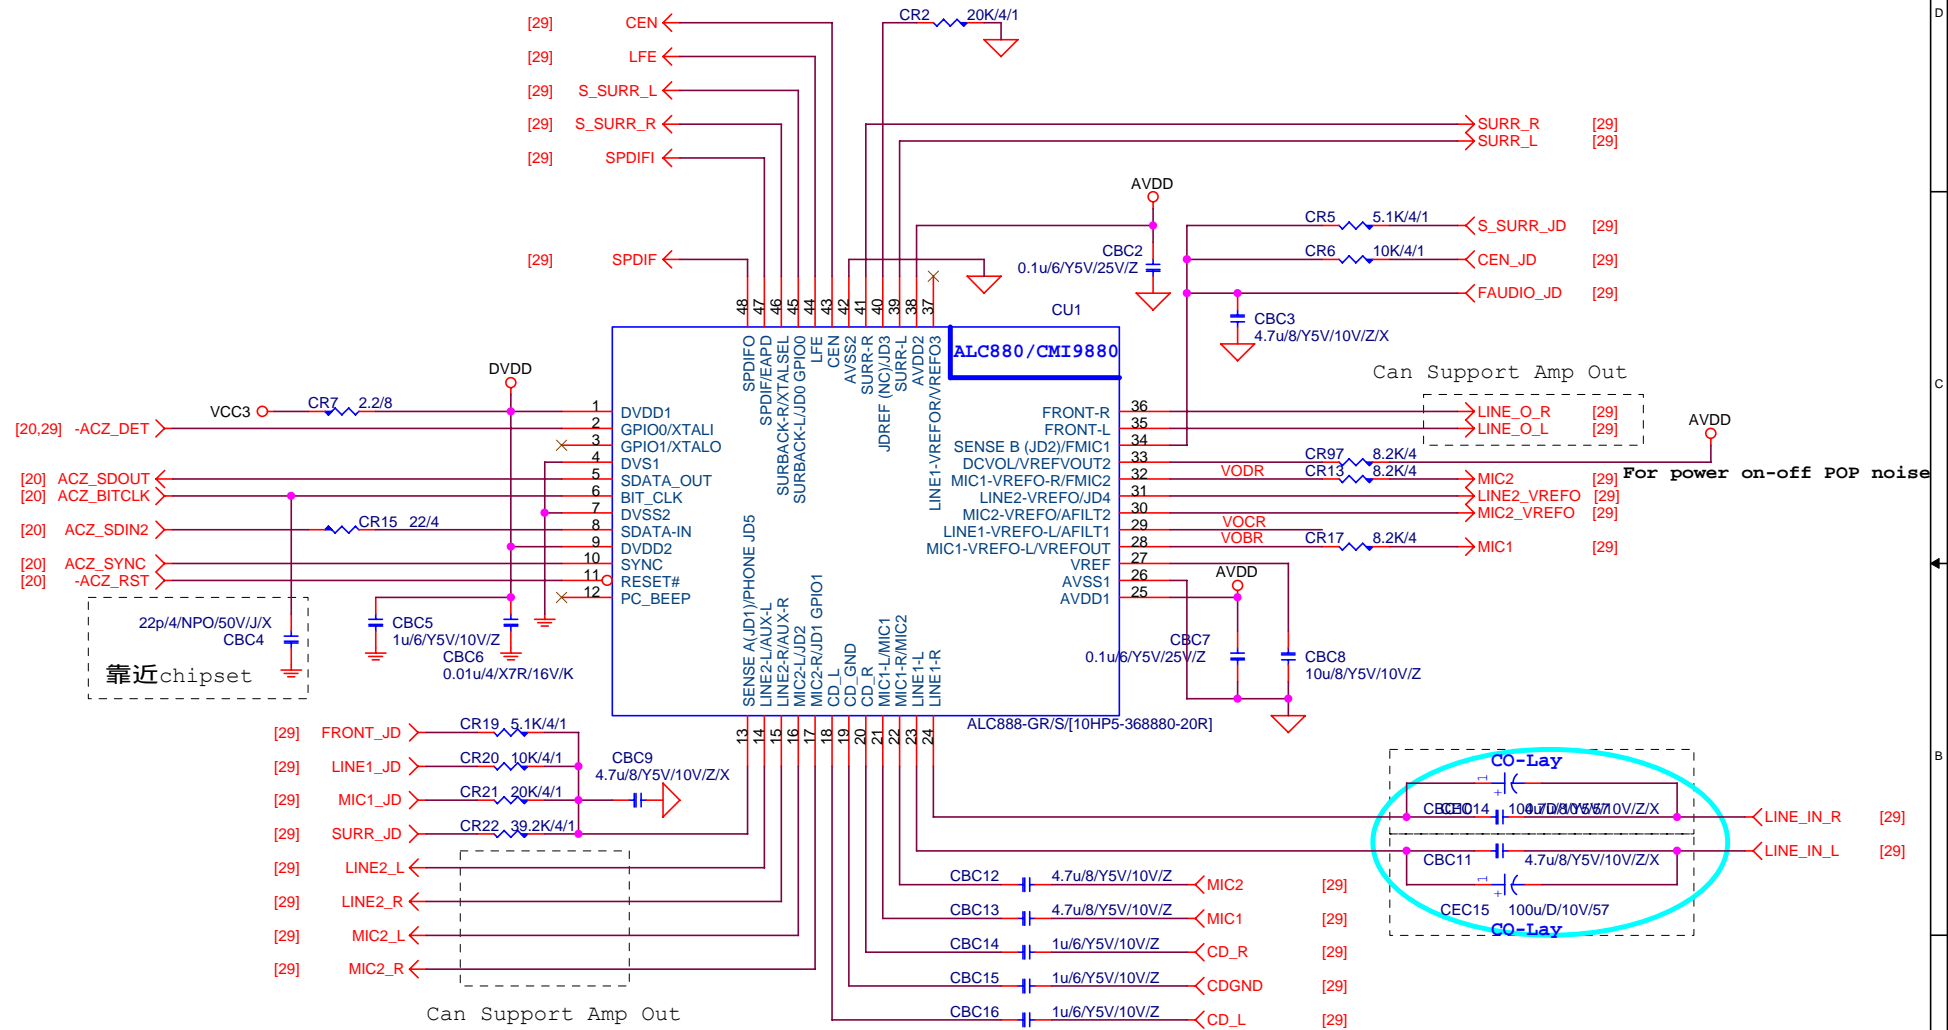 [29] CEN
[29] LFE
[29] S_SURR_L
[29] S_SURR_R
[29] SPDIFI
[29] SPDIF
CR2 20K/4/1
SURR_R [29]
SURR_L [29]
AVDD
CBC2
0.1u/6/Y5V/25V/Z
CR5 5.1K/4/1 S_SURR_JD [29]
CR6 10K/4/1 CEN_JD [29]
FAUDIO_JD [29]
CBC3
4.7u/8/Y5V/10V/Z/X
CU1
ALC880/CMI9880
48 47 46 45 44 43 42 41 40 39 38 37
SPDIFO
SPDIF/EAPD
SURBACK-R/XTALSEL
SURBACK-L/JD0 GPIO0
LFE
CEN
AVSS2
SURR-R
JDREF (NC)/JD3
SURR-L
AVDD2
LINE1-VREFOR/VREFO3
Can Support Amp Out
DVDD
VCC3 CR7 2.2/8
[20,29] -ACZ_DET
[20] ACZ_SDOUT
[20] ACZ_BITCLK
[20] ACZ_SDIN2 CR15 22/4
[20] ACZ_SYNC
[20] -ACZ_RST
1 DVDD1
2 GPIO0/XTALI
3 GPIO1/XTALO
4 DVS1
5 SDATA_OUT
6 BIT_CLK
7 DVSS2
8 SDATA-IN
9 DVDD2
10 SYNC
11 RESET#
12 PC_BEEP
FRONT-R 36
FRONT-L 35
SENSE B (JD2)/FMIC1 34
DCVOL/VREFVOUT2 33
MIC1-VREFO-R/FMIC2 32
LINE2-VREFO/JD4 31
MIC2-VREFO/AFILT2 30
LINE1-VREFO-L/AFILT1 29
MIC1-VREFO-L/VREFOUT 28
VREF 27
AVSS1 26
AVDD1 25
LINE_O_R [29]
LINE_O_L [29]
AVDD
CR97 8.2K/4
VODR CR13 8.2K/4 MIC2 [29]
For power on-off POP noise
LINE2_VREFO [29]
MIC2_VREFO [29]
VOCR
VOBR CR17 8.2K/4 MIC1 [29]
AVDD
CBC7
0.1u/6/Y5V/25V/Z
CBC8
10u/8/Y5V/10V/Z
22p/4/NPO/50V/J/X
CBC4
靠近chipset
CBC5
1u/6/Y5V/10V/Z
CBC6
0.01u/4/X7R/16V/K
SENSE A(JD1)/PHONE JD5
LINE2-L/AUX-L
LINE2-R/AUX-R
MIC2-L/JD2
MIC2-R/JD1 GPIO1
CD_L
CD_GND
CD_R
MIC1-L/MIC1
MIC1-R/MIC2
LINE1-L
LINE1-R
13 14 15 16 17 18 19 20 21 22 23 24
ALC888-GR/S/[10HP5-368880-20R]
[29] FRONT_JD CR19 5.1K/4/1
[29] LINE1_JD CR20 10K/4/1
[29] MIC1_JD CR21 20K/4/1
[29] SURR_JD CR22 39.2K/4/1
CBC9
4.7u/8/Y5V/10V/Z/X
[29] LINE2_L
[29] LINE2_R
[29] MIC2_L
[29] MIC2_R
Can Support Amp Out
CBC12 4.7u/8/Y5V/10V/Z MIC2 [29]
CBC13 4.7u/8/Y5V/10V/Z MIC1 [29]
CBC14 1u/6/Y5V/10V/Z CD_R [29]
CBC15 1u/6/Y5V/10V/Z CDGND [29]
CBC16 1u/6/Y5V/10V/Z CD_L [29]
CO-Lay
1
+
LINE_IN_R [29]
CBC11 4.7u/8/Y5V/10V/Z/X
LINE_IN_L [29]
1
+
CEC15 100u/D/10V/57
CO-Lay
D
C
B